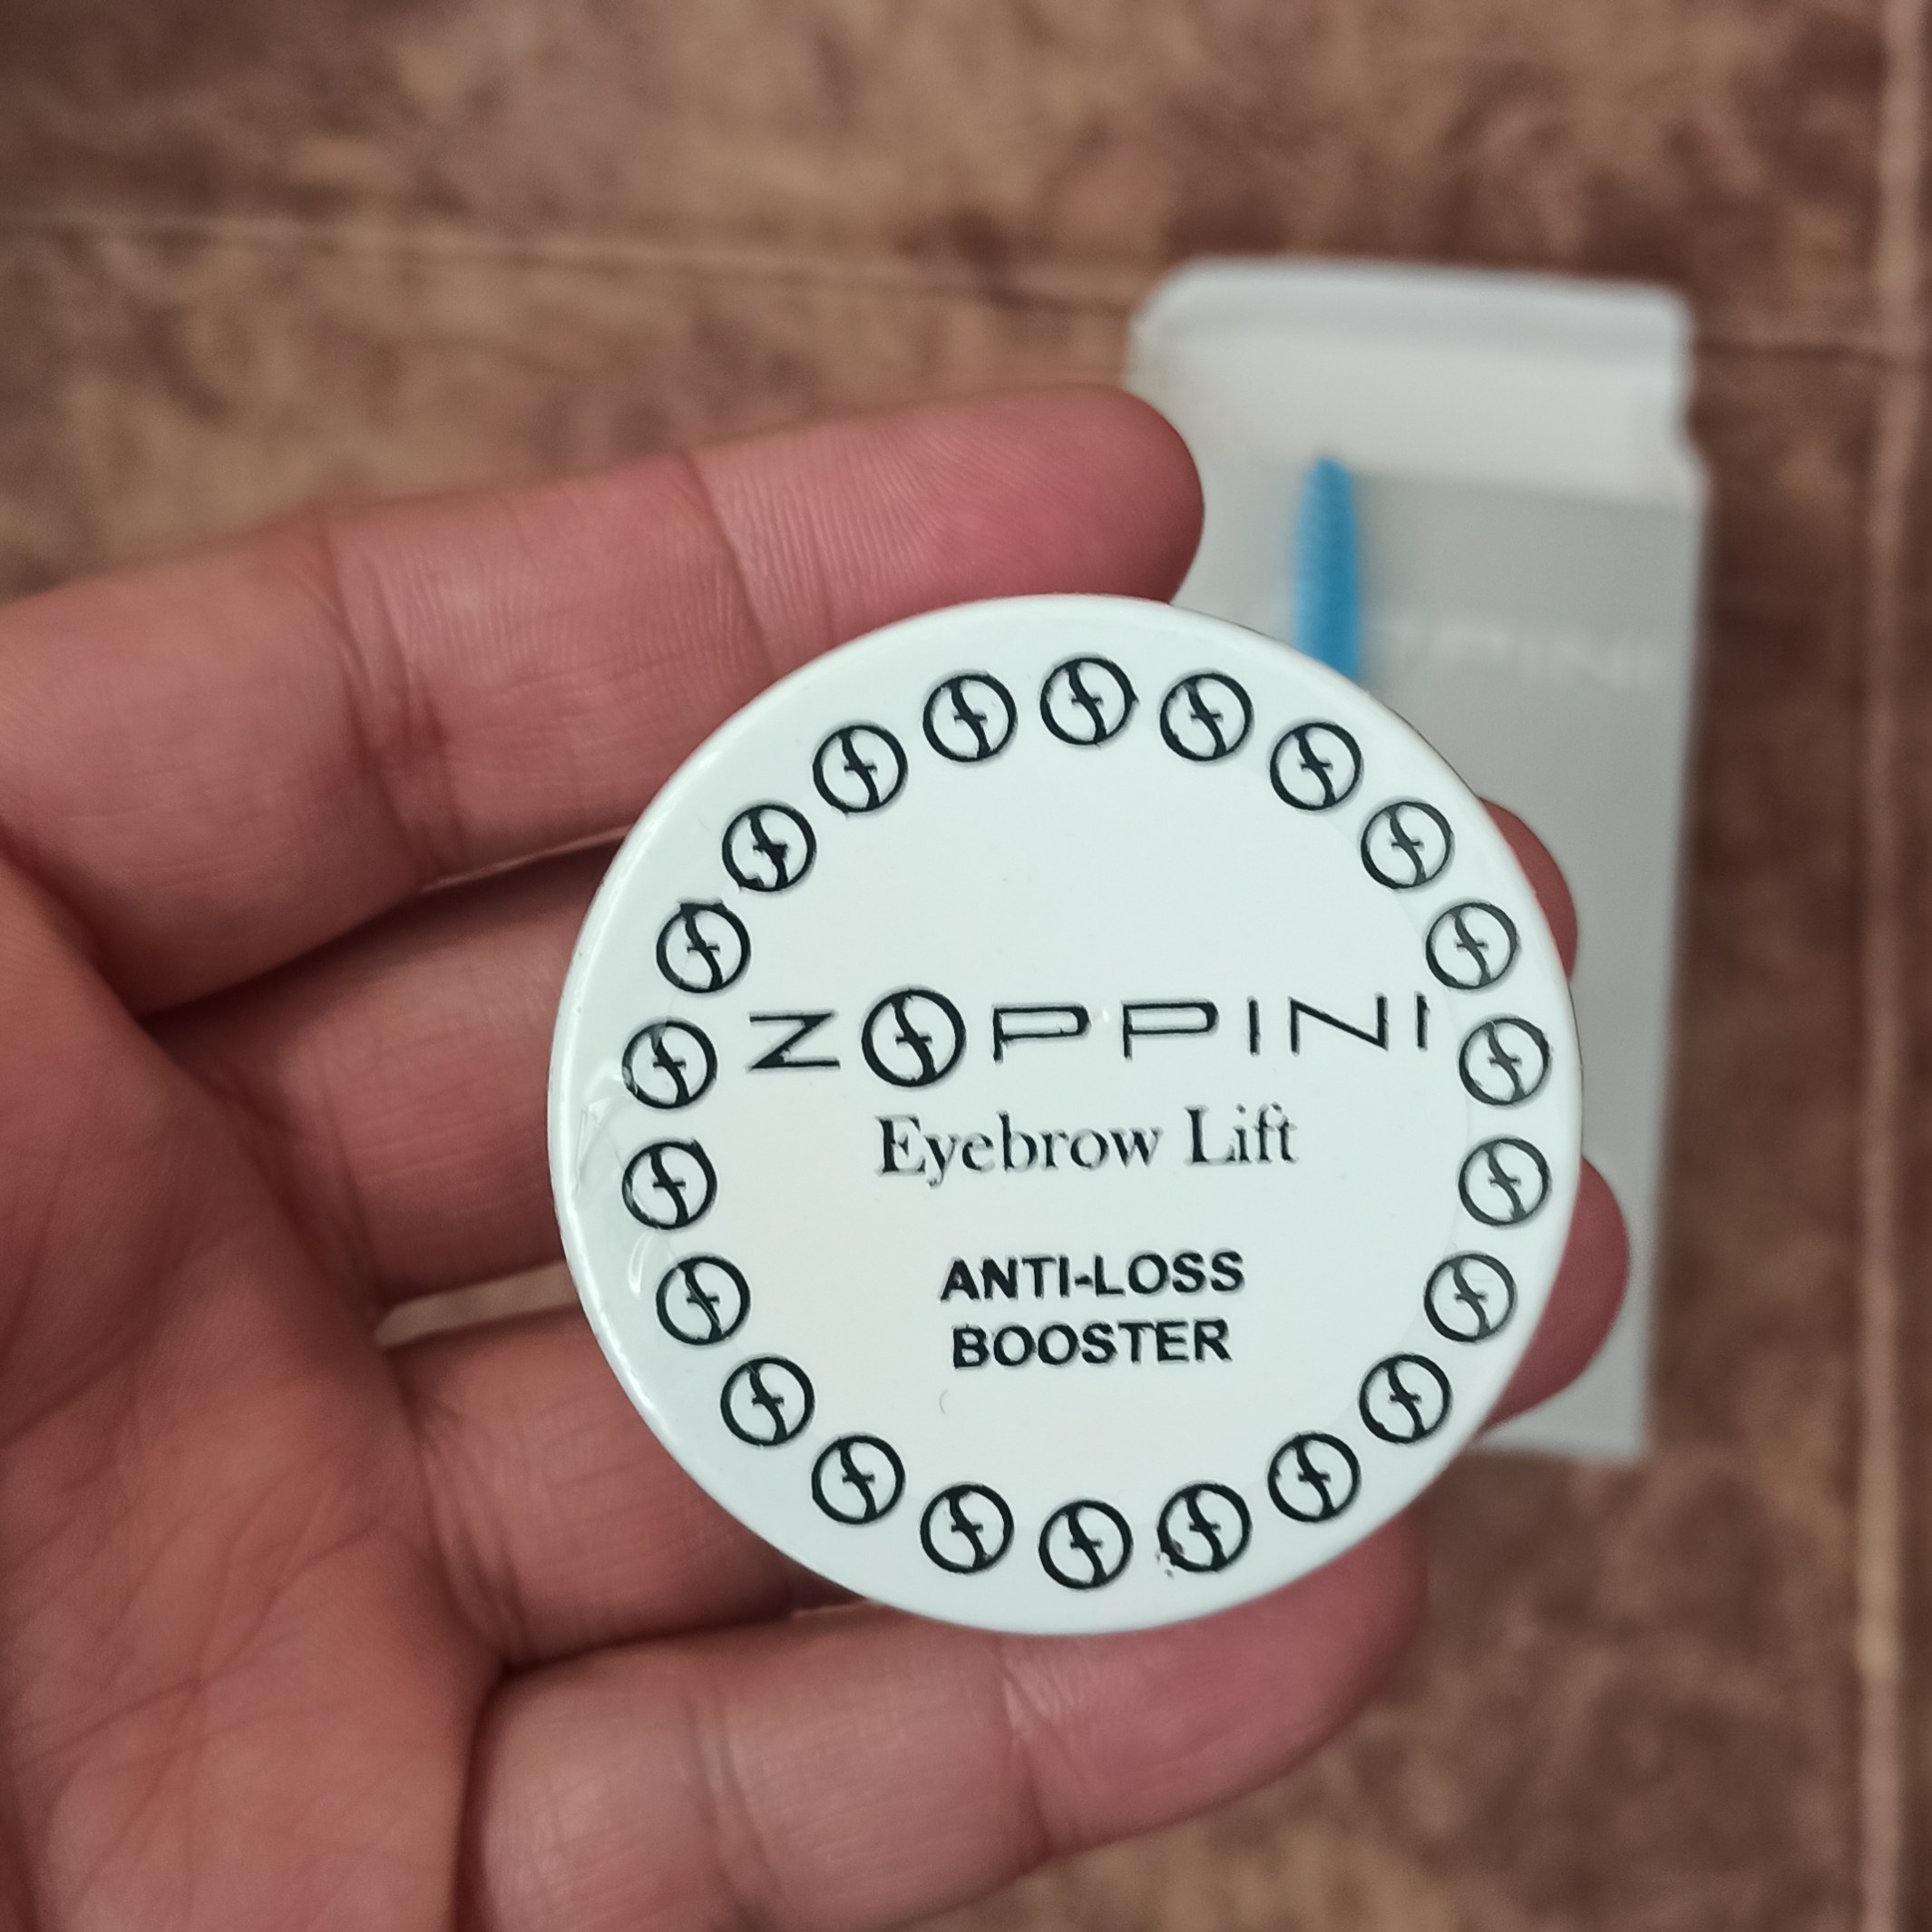 ZOPPINI
Eyebrow Lift
ANTI-LOSS
BOOSTER